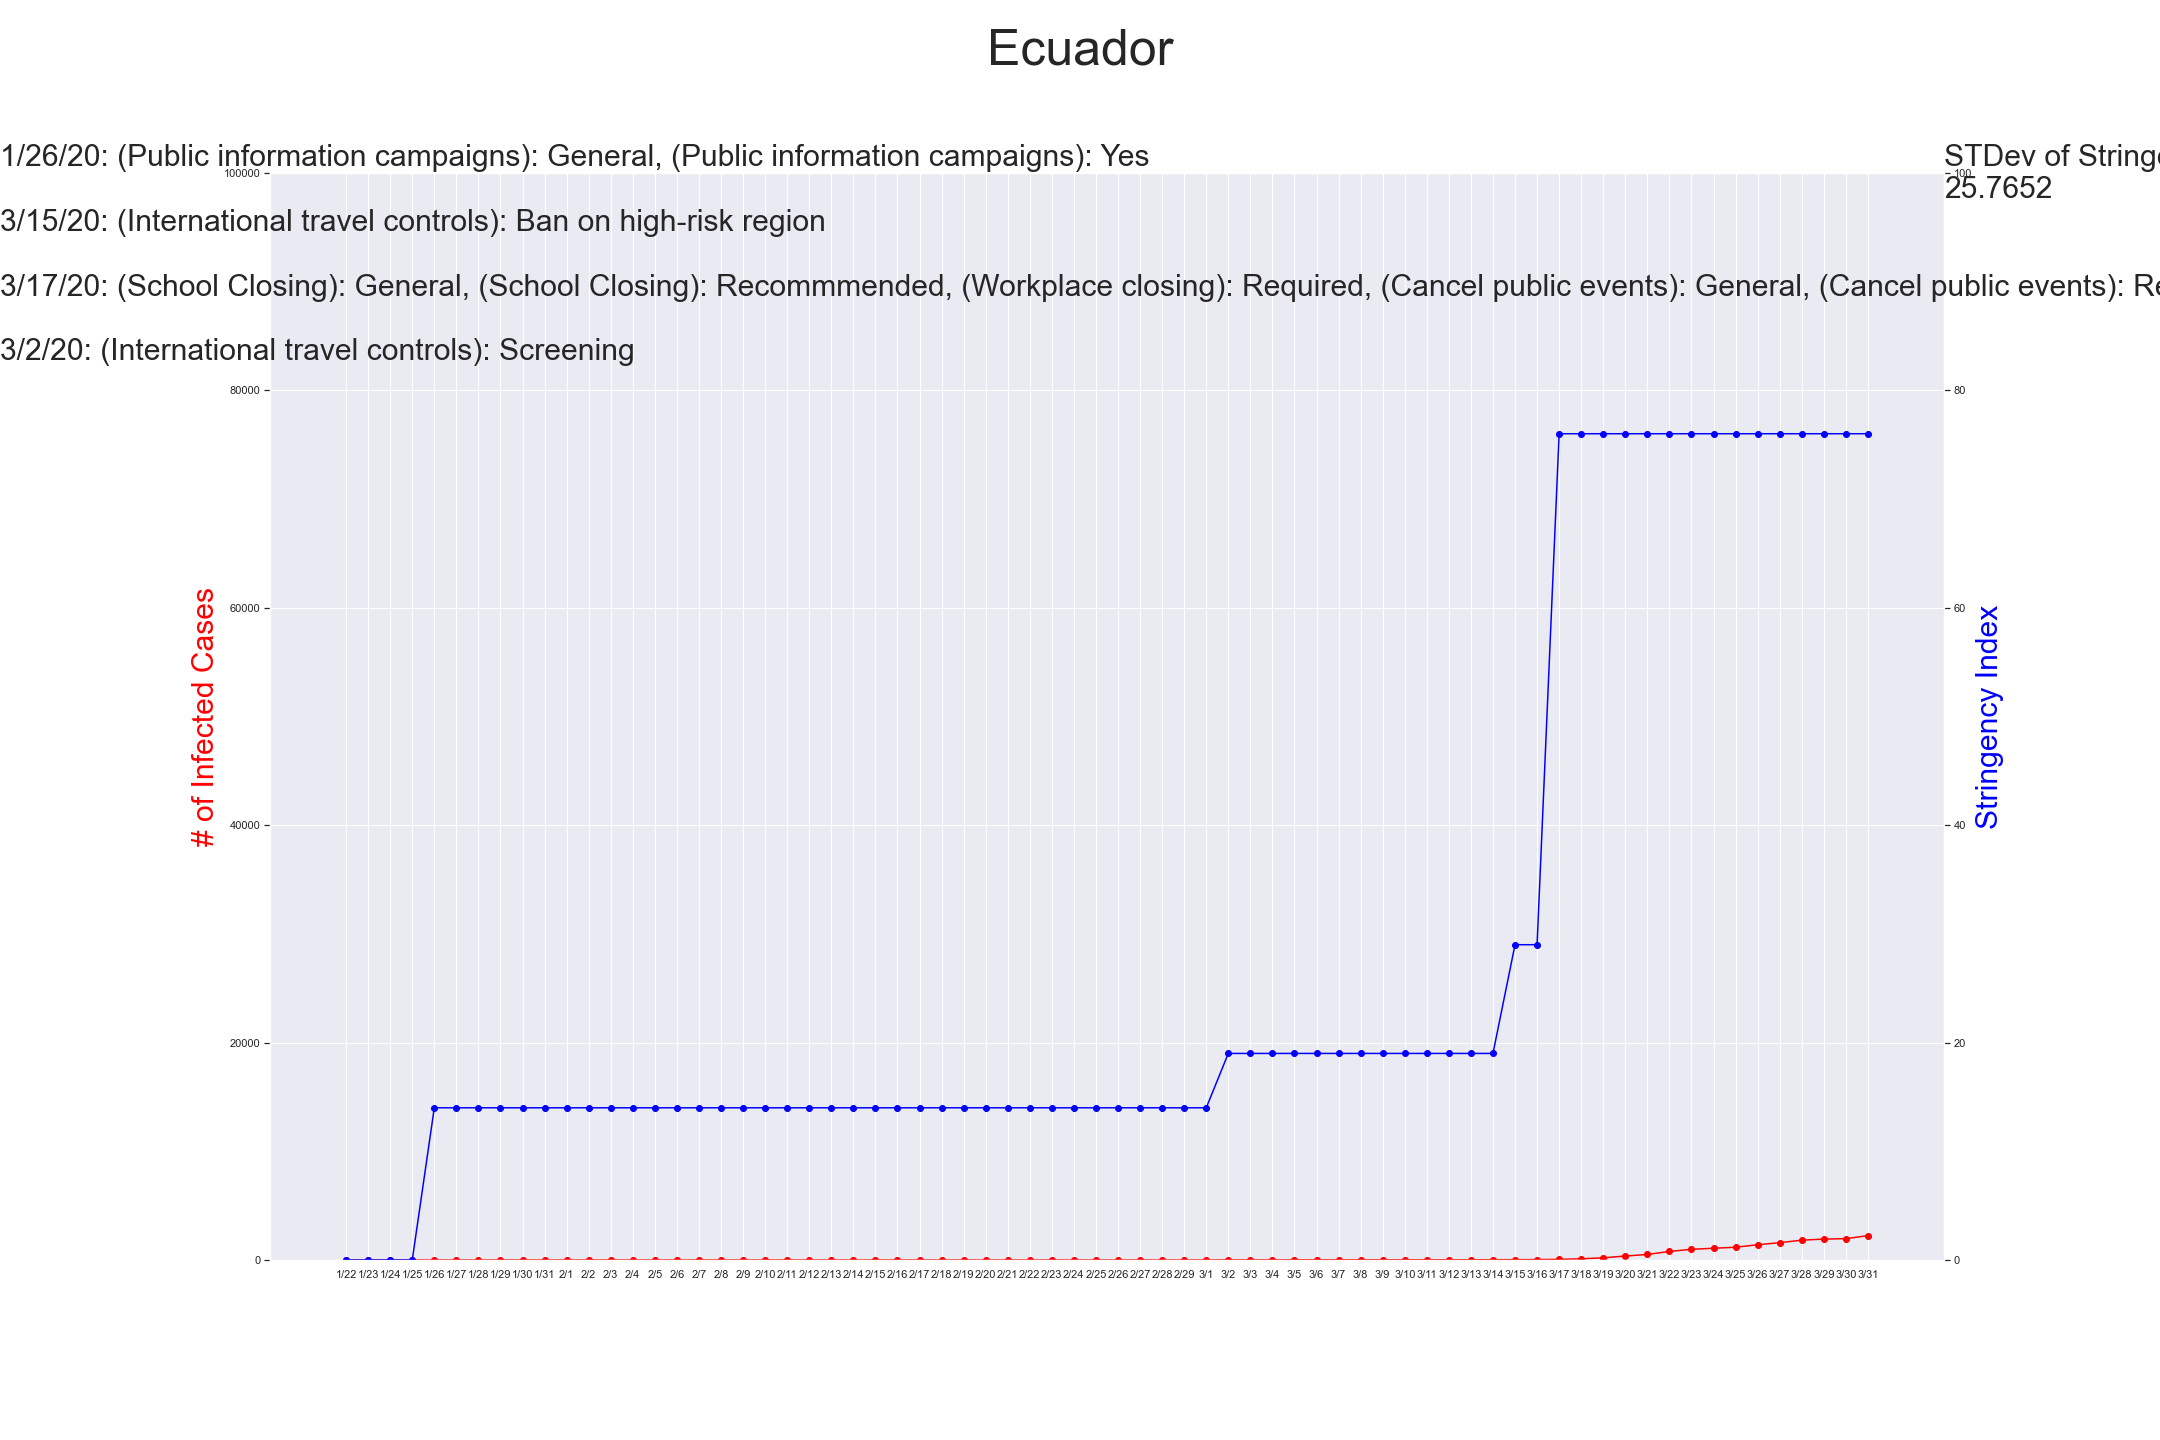 Ecuador
1/26/20: (Public information campaigns): General, (Public information campaigns): Yes
STDev of Stringe
25.7652
3/15/20: (International travel controls): Ban on high-risk region
3/17/20: (School Closing): General, (School Closing): Recommmended, (Workplace closing): Required, (Cancel public events): General, (Cancel public events): Re
3/2/20: (International travel controls): Screening
100000
80000
60000
40000
20000
0
# of Infected Cases
100
80
60
40
20
0
Stringency Index
1/22 1/23 1/24 1/25 1/26 1/27 1/28 1/29 1/30 1/31 2/1 2/2 2/3 2/4 2/5 2/6 2/7 2/8 2/9 2/10 2/11 2/12 2/13 2/14 2/15 2/16 2/17 2/18 2/19 2/20 2/21 2/22 2/23 2/24 2/25 2/26 2/27 2/28 2/29 3/1 3/2 3/3 3/4 3/5 3/6 3/7 3/8 3/9 3/10 3/11 3/12 3/13 3/14 3/15 3/16 3/17 3/18 3/19 3/20 3/21 3/22 3/23 3/24 3/25 3/26 3/27 3/28 3/29 3/30 3/31